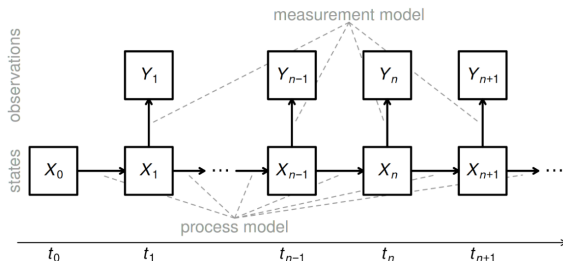 measurement model
observations
Y₁ Yₙ₋₁ Yₙ Yₙ₊₁
states
X₀ X₁ ··· Xₙ₋₁ Xₙ Xₙ₊₁ ···
process model
t₀ t₁ tₙ₋₁ tₙ tₙ₊₁